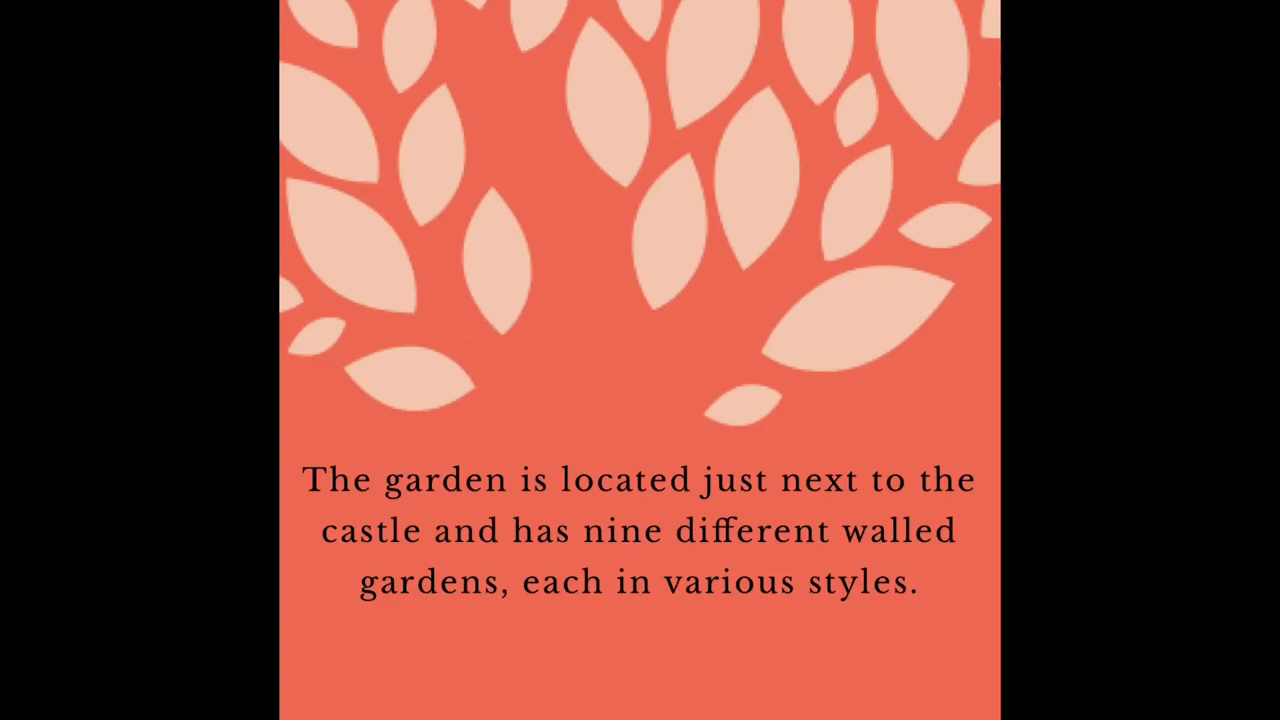 The garden is located just next to the
castle and has nine different walled
gardens, each in various styles.